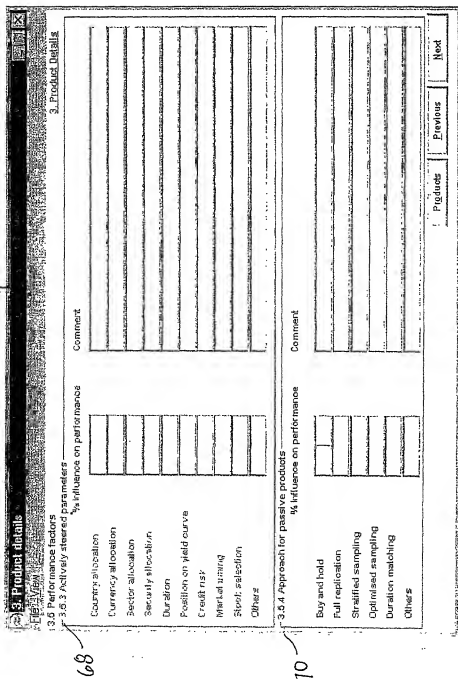 3. Product details
File View
3. Product Details
3.5 Performance factors
3.5.3 Actively steered parameters
% Influence on performance
Comment
Country allocation
Currency allocation
Sector allocation
Security allocation
Duration
Position on yield curve
Credit risk
Market timing
Stock selection
Others
68
3.5.4 Approach for passive products
% Influence on performance
Comment
Buy and hold
Full replication
Stratified sampling
Optimised sampling
Duration matching
Others
70
Products
Previous
Next